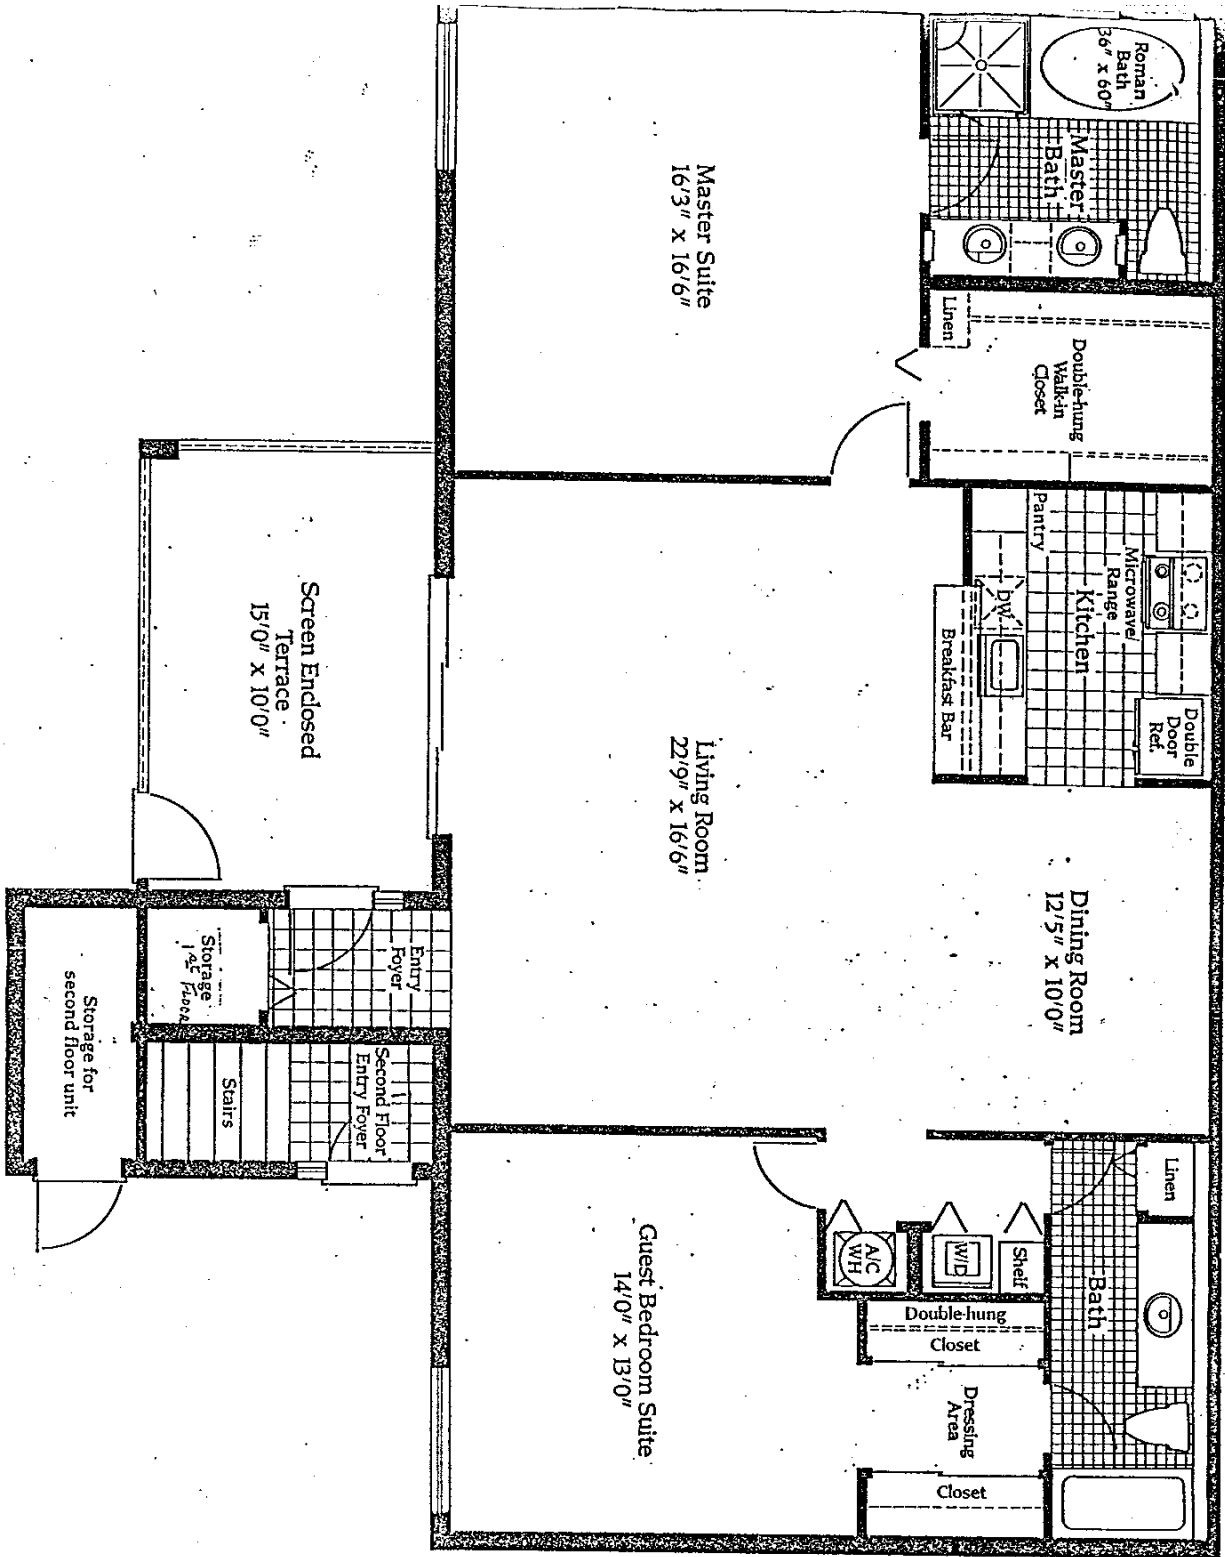 Roman
Bath
36" x 60"
Master
Bath
Linen
Double-hung
Walk-in
Closet
Master Suite
16'3" x 16'6"
Pantry
Microwave/
Range
Kitchen
DW
Double
Door
Ref.
Breakfast Bar
Living Room
22'9" x 16'6"
Dining Room
12'5" x 10'0"
Screen Enclosed
Terrace
15'0" x 10'0"
Entry
Foyer
Storage
1st FLOOR
Second Floor
Entry Foyer
Stairs
Storage for
second floor unit
Linen
Bath
Shelf
W/D
A/C
WH
Double-hung
Closet
Dressing
Area
Closet
Guest Bedroom Suite
14'0" x 13'0"